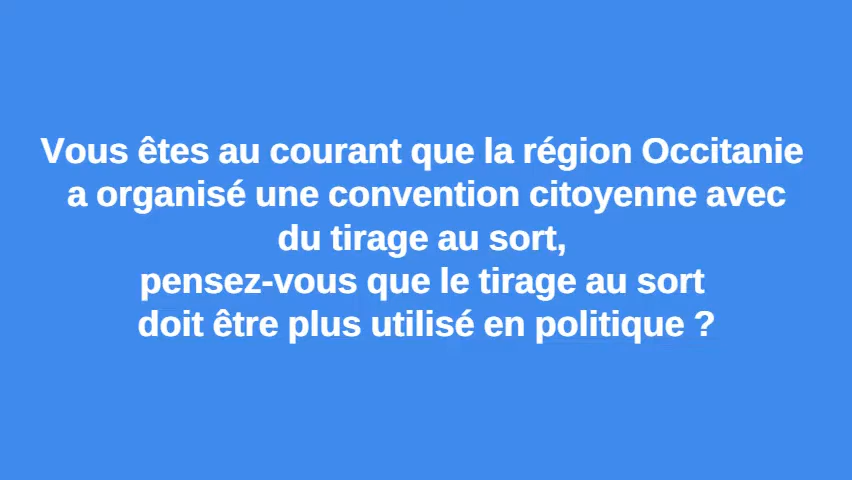 Vous êtes au courant que la région Occitanie
a organisé une convention citoyenne avec
du tirage au sort,
pensez-vous que le tirage au sort
doit être plus utilisé en politique ?